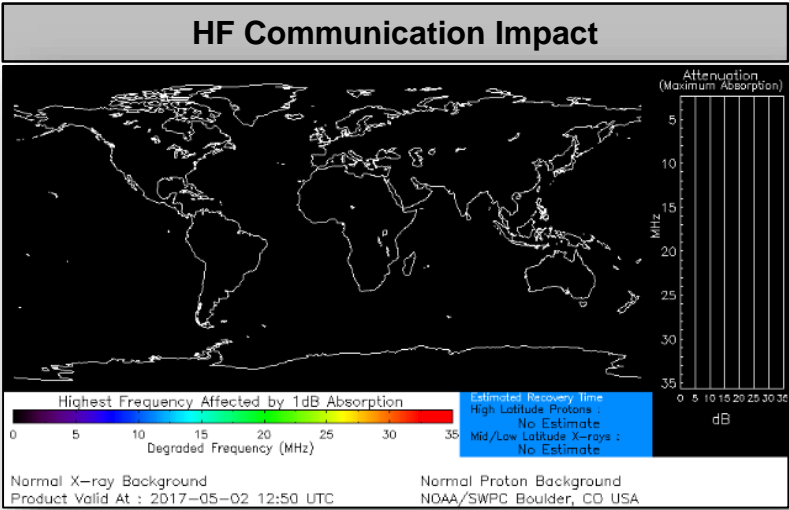 HF Communication Impact
Attenuation
(Maximum Absorption)
5
10
15
MHz
20
25
30
35
0 5 10 15 20 25 30 35
dB
Highest Frequency Affected by 1dB Absorption
0 5 10 15 20 25 30 35
Degraded Frequency (MHz)
Estimated Recovery Time
High Latitude Protons :
No Estimate
Mid/Low Latitude X-rays :
No Estimate
Normal X-ray Background
Product Valid At : 2017-05-02 12:50 UTC
Normal Proton Background
NOAA/SWPC Boulder, CO USA